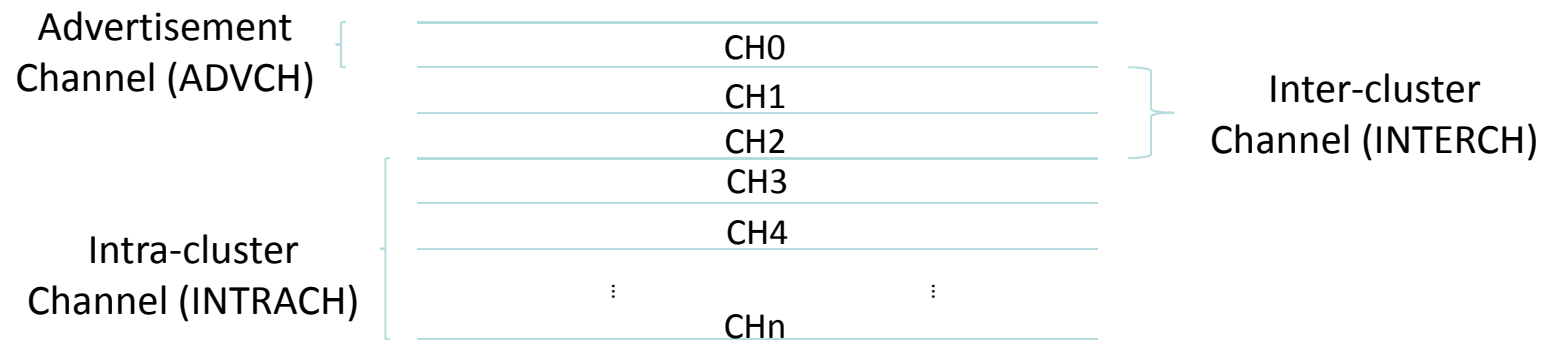 Advertisement
Channel (ADVCH)
CH0
CH1
CH2
Inter-cluster
Channel (INTERCH)
CH3
CH4
Intra-cluster
Channel (INTRACH)
⋮ ⋮
CHn